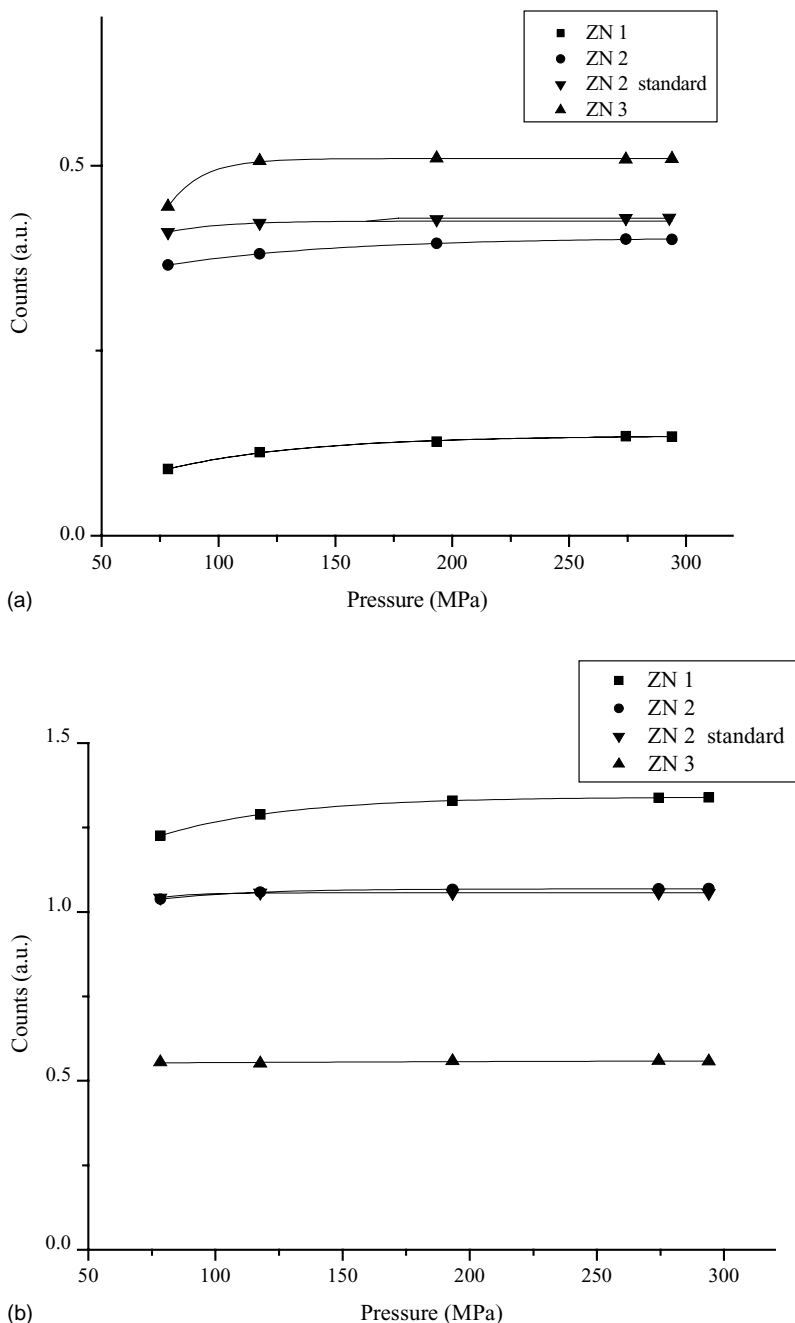 ZN 1
ZN 2
ZN 2 standard
ZN 3
0.5
0.0
Counts (a.u.)
50 100 150 200 250 300
Pressure (MPa)
(a)
ZN 1
ZN 2
ZN 2 standard
ZN 3
1.5
1.0
0.5
0.0
Counts (a.u.)
50 100 150 200 250 300
Pressure (MPa)
(b)